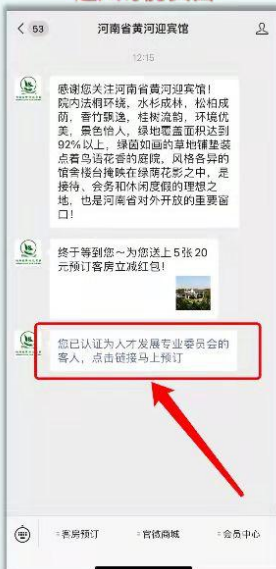 53
河南省黄河迎宾馆
12:15
感谢您关注河南省黄河迎宾馆!
院内法桐环绕,水杉成林,松柏成
荫,香竹飘逸,桂树流韵,环境优
美,景色怡人,绿地覆盖面积达到
92%以上,绿茵如画的草地铺垫装
点着鸟语花香的庭院,风格各异的
馆舍楼台掩映在绿荫花影之中,是
接待、会务和休闲度假的理想之
地,也是河南省对外开放的重要窗
口!
终于等到您~为您送上5张20
元预订客房立减红包!
您已认证为人才发展专业委员会的
客人,点击链接马上预订
客房预订
官微商城
会员中心